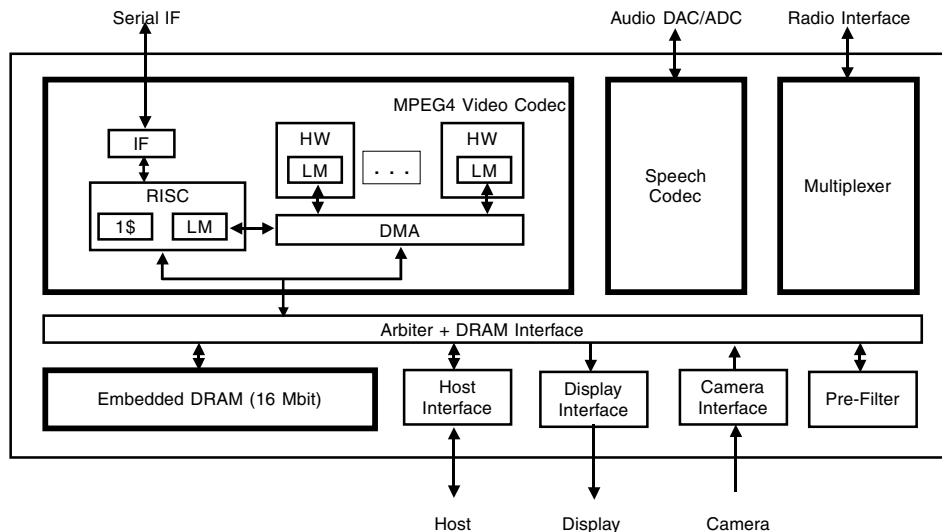 Serial IF
Audio DAC/ADC
Radio Interface
MPEG4 Video Codec
IF
HW
LM
. . .
HW
LM
RISC
1$
LM
DMA
Speech
Codec
Multiplexer
Arbiter + DRAM Interface
Embedded DRAM (16 Mbit)
Host
Interface
Display
Interface
Camera
Interface
Pre-Filter
Host
Display
Camera